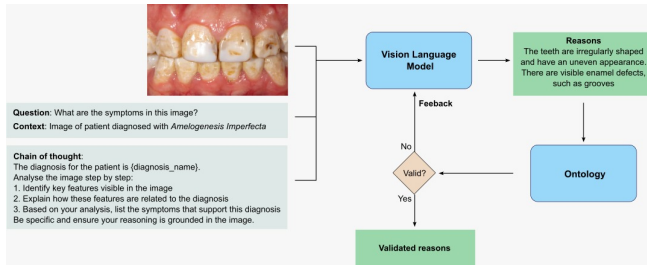 Question: What are the symptoms in this image?
Context: Image of patient diagnosed with Amelogenesis Imperfecta
Chain of thought:
The diagnosis for the patient is {diagnosis_name}.
Analyse the image step by step:
1. Identify key features visible in the image
2. Explain how these features are related to the diagnosis
3. Based on your analysis, list the symptoms that support this diagnosis
Be specific and ensure your reasoning is grounded in the image.
Vision Language
Model
Reasons
The teeth are irregularly shaped
and have an uneven appearance.
There are visible enamel defects,
such as grooves
Feeback
No
Valid?
Yes
Ontology
Validated reasons